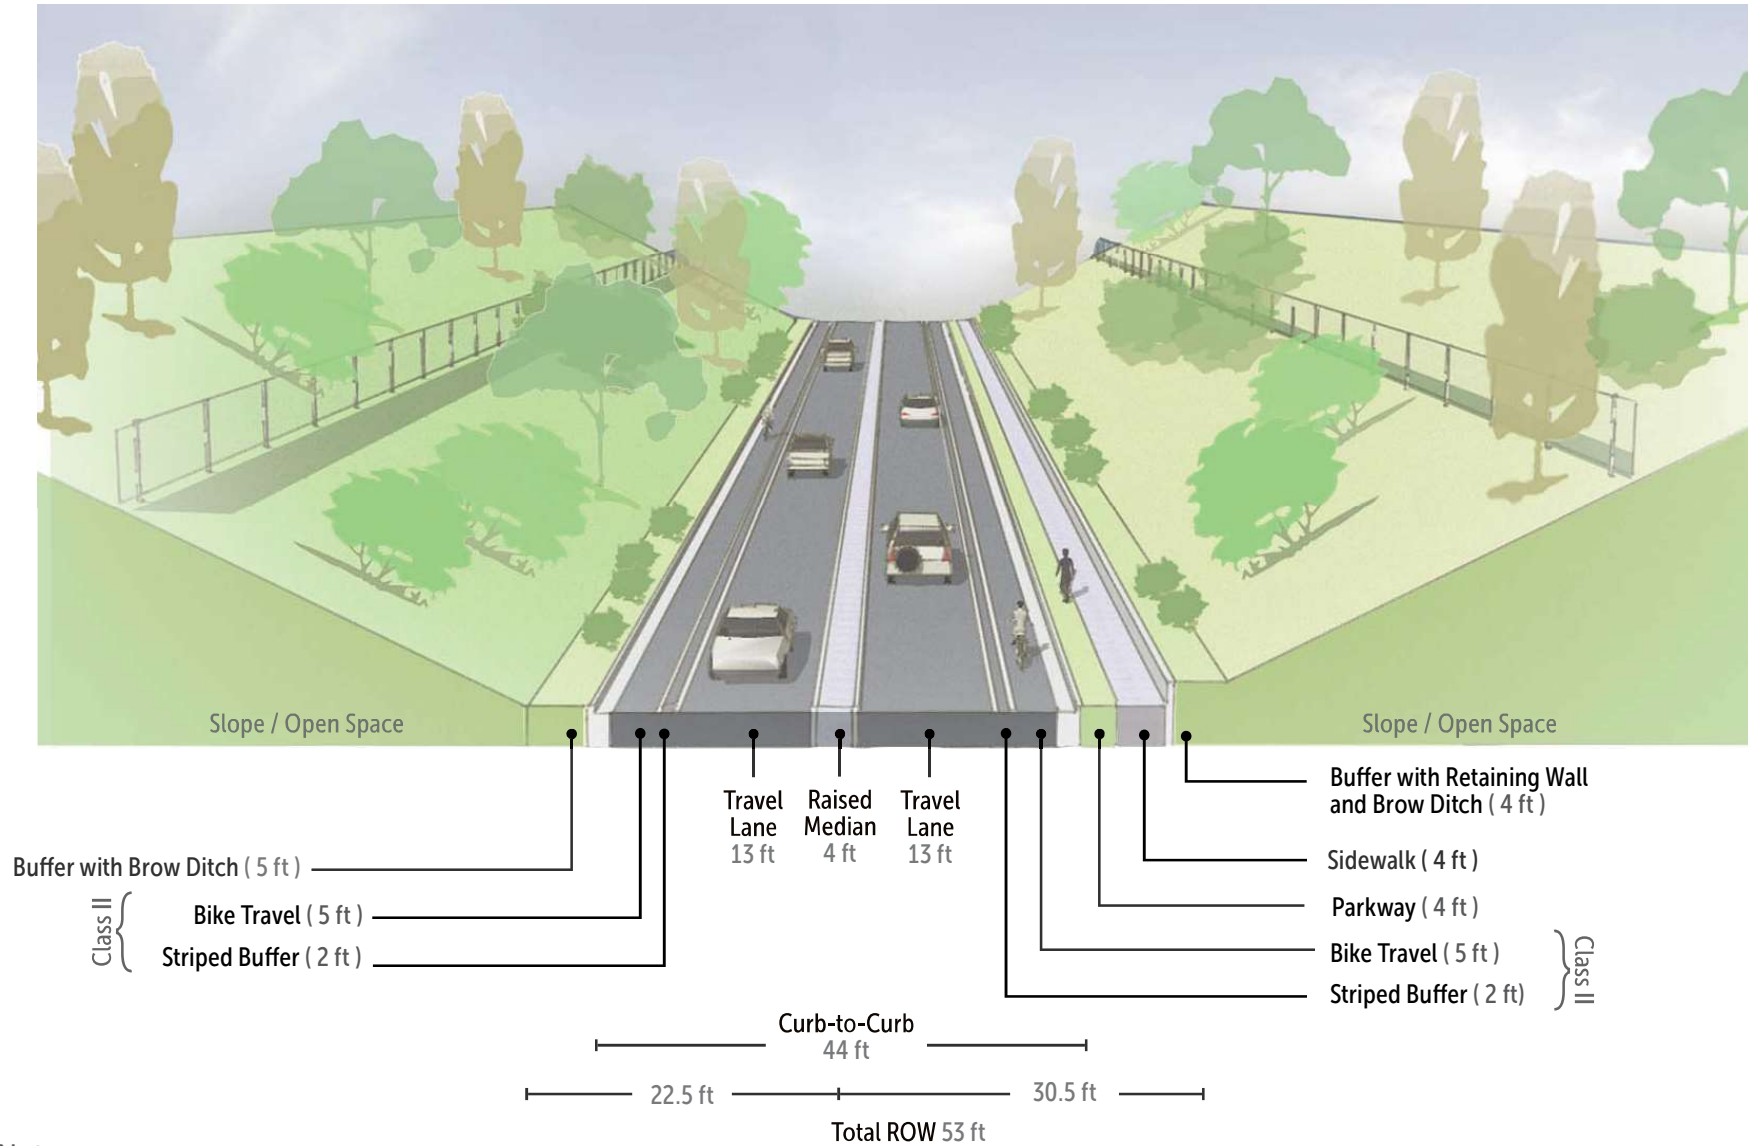 Slope / Open Space
Slope / Open Space
Travel
Lane
13 ft
Raised
Median
4 ft
Travel
Lane
13 ft
Buffer with Brow Ditch ( 5 ft )
Class II
Bike Travel ( 5 ft )
Striped Buffer ( 2 ft )
Buffer with Retaining Wall
and Brow Ditch ( 4 ft )
Sidewalk ( 4 ft )
Parkway ( 4 ft )
Bike Travel ( 5 ft )
Striped Buffer ( 2 ft)
Class II
Curb-to-Curb
44 ft
22.5 ft
30.5 ft
Total ROW 53 ft